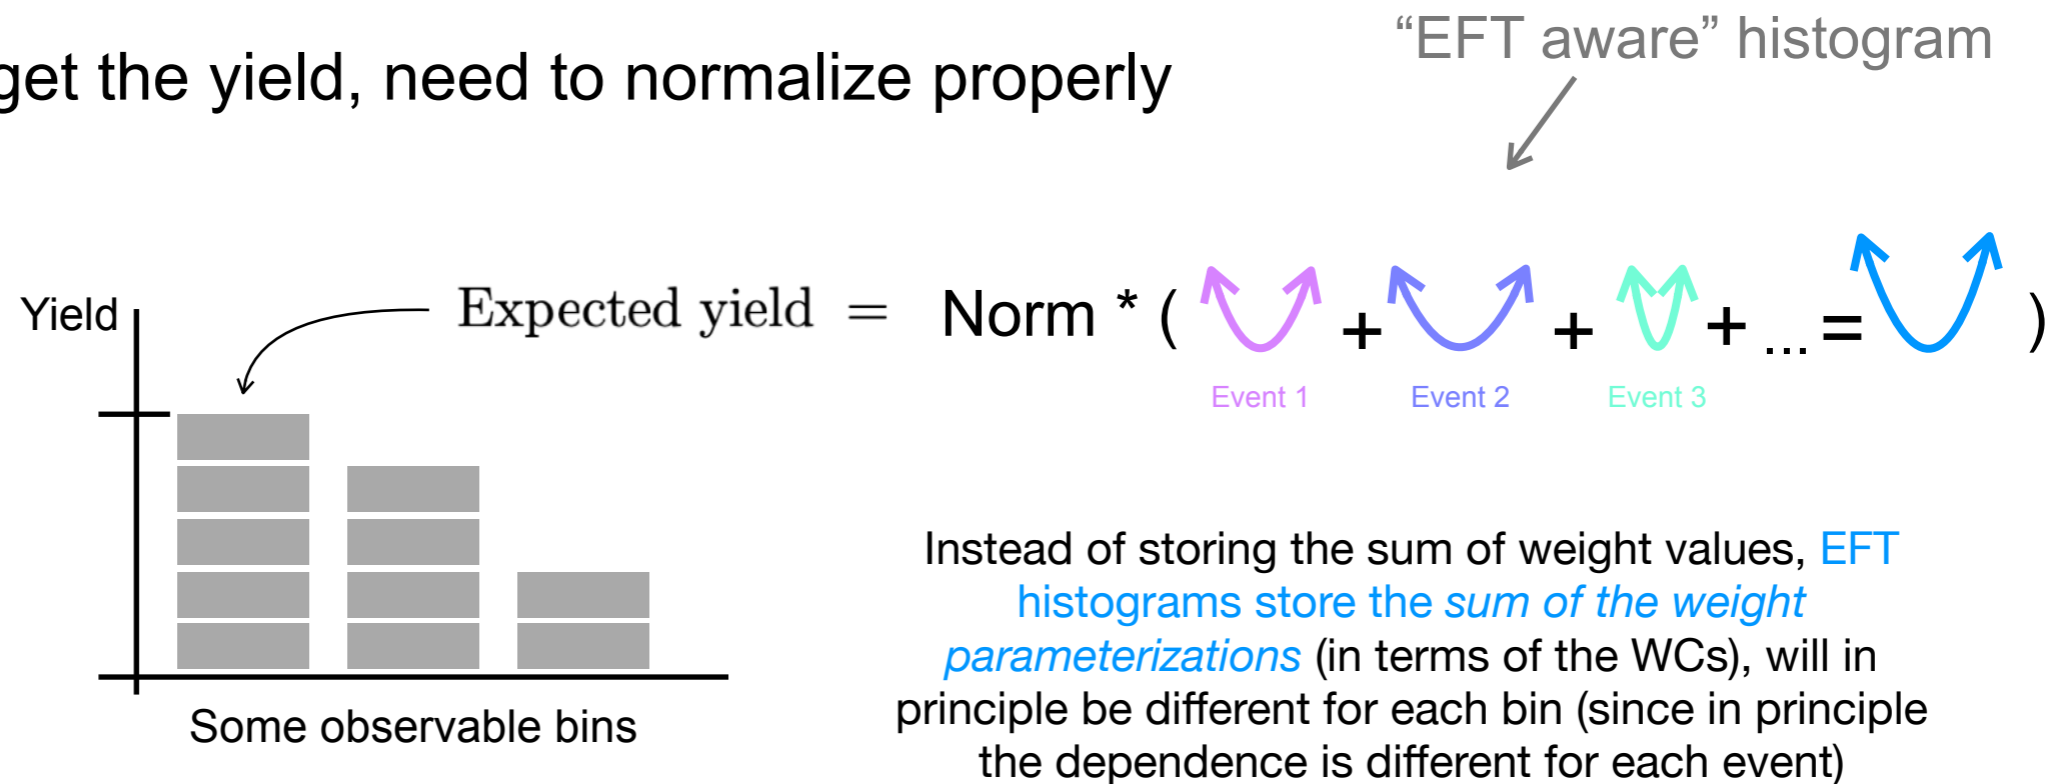 get the yield, need to normalize properly
“EFT aware” histogram
Yield
Expected yield = Norm * ( + + + ... = )
Event 1 Event 2 Event 3
Some observable bins
Instead of storing the sum of weight values, EFT
histograms store the sum of the weight
parameterizations (in terms of the WCs), will in
principle be different for each bin (since in principle
the dependence is different for each event)